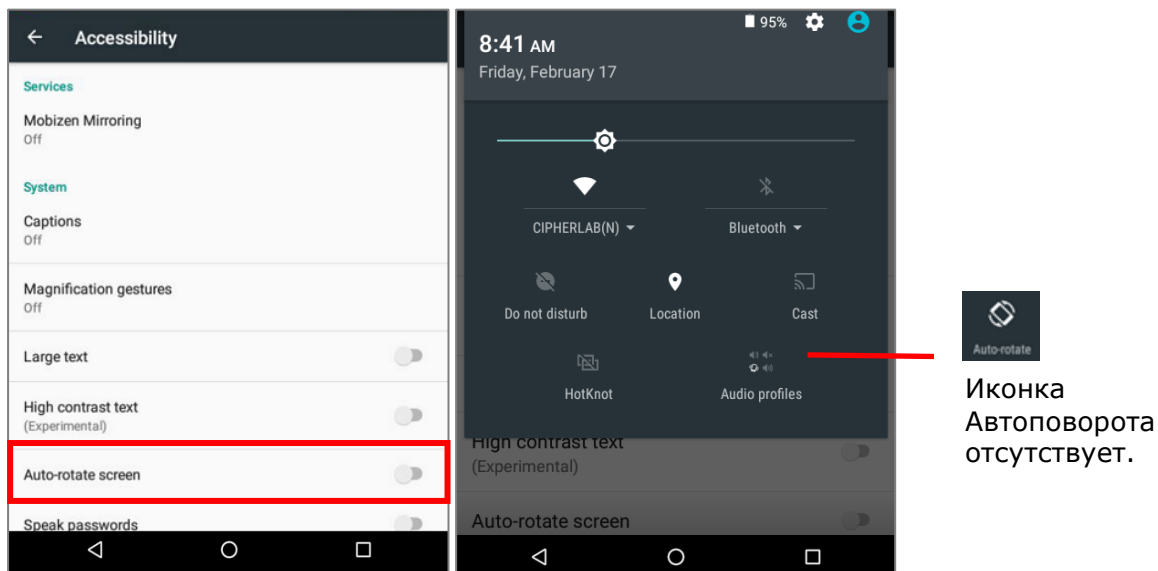 Accessibility
Services
Mobizen Mirroring
Off
System
Captions
Off
Magnification gestures
Off
Large text
High contrast text
(Experimental)
Auto-rotate screen
Speak passwords
95%
8:41 AM
Friday, February 17
CIPHERLAB(N)
Bluetooth
Do not disturb
Location
Cast
HotKnot
Audio profiles
High contrast text
(Experimental)
Auto-rotate screen
Auto-rotate
Иконка
Автоповорота
отсутствует.